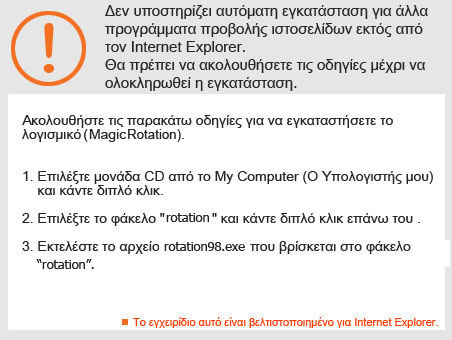 Δεν υποστηρίζει αυτόματη εγκατάσταση για άλλα
προγράμματα προβολής ιστοσελίδων εκτός από
τον Internet Explorer.
Θα πρέπει να ακολουθήσετε τις οδηγίες μέχρι να
ολοκληρωθεί η εγκατάσταση.
Ακολουθήστε τις παρακάτω οδηγίες για να εγκαταστήσετε το
λογισμικό (MagicRotation).
1. Επιλέξτε μονάδα CD από το My Computer (Ο Υπολογιστής μου)
και κάντε διπλό κλικ.
2. Επιλέξτε το φάκελο "rotation" και κάντε διπλό κλικ επάνω του .
3. Εκτελέστε το αρχείο rotation98.exe που βρίσκεται στο φάκελο
“rotation”.
Το εγχειρίδιο αυτό είναι βελτιστοποιημένο για Internet Explorer.